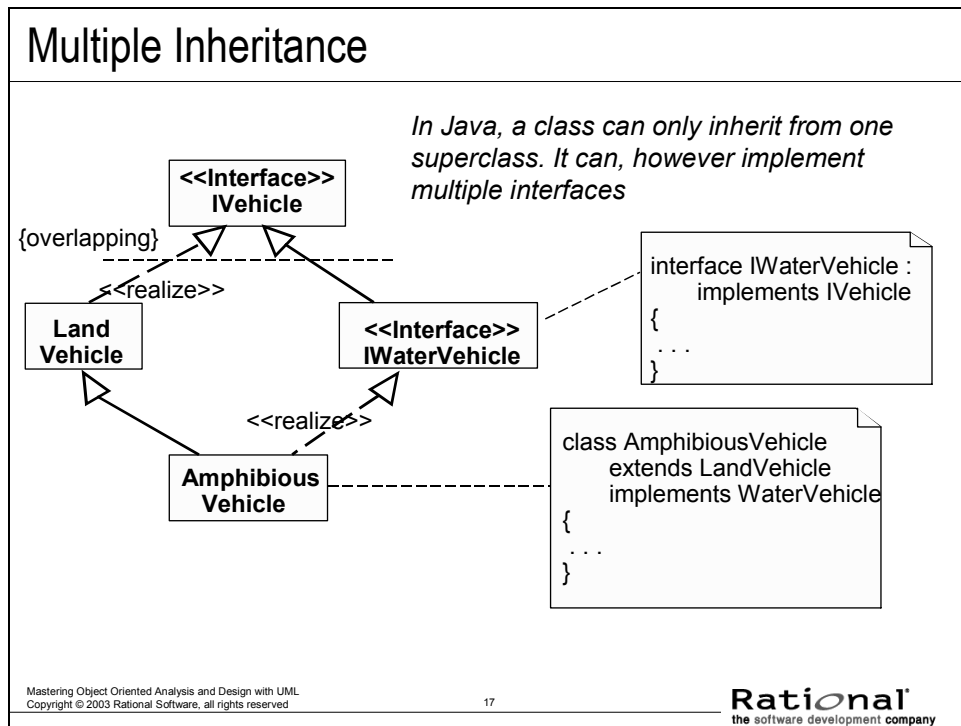 Multiple Inheritance
In Java, a class can only inherit from one
superclass. It can, however implement
multiple interfaces
<<Interface>>
IVehicle
{overlapping}
<<realize>>
Land
Vehicle
<<Interface>>
IWaterVehicle
interface IWaterVehicle :
implements IVehicle
{
. . .
}
<<realize>>
Amphibious
Vehicle
class AmphibiousVehicle
extends LandVehicle
implements WaterVehicle
{
. . .
}
Mastering Object Oriented Analysis and Design with UML
Copyright © 2003 Rational Software, all rights reserved
17
Rational
the software development company